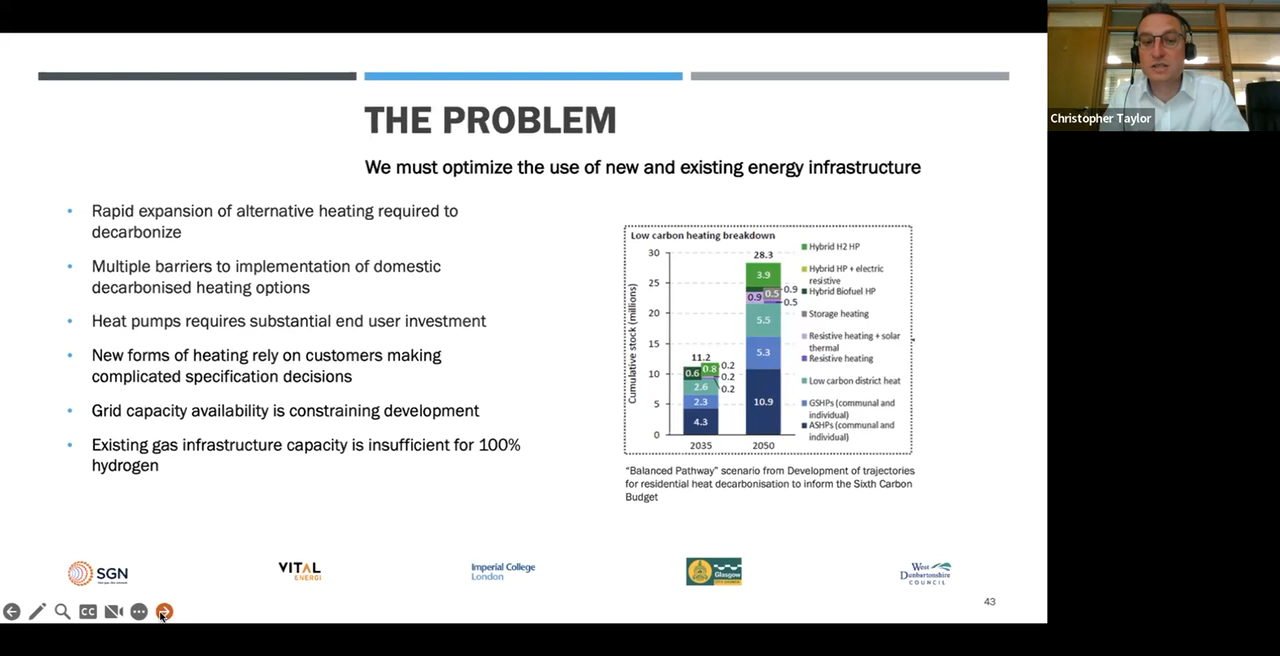 THE PROBLEM
We must optimize the use of new and existing energy infrastructure
• Rapid expansion of alternative heating required to
decarbonize
• Multiple barriers to implementation of domestic
decarbonised heating options
• Heat pumps requires substantial end user investment
• New forms of heating rely on customers making
complicated specification decisions
• Grid capacity availability is constraining development
• Existing gas infrastructure capacity is insufficient for 100%
hydrogen
Low carbon heating breakdown
Cumulative stock (millions)
30
25
20
15
10
5
0
11.2
0.6
0.8
0.2
0.2
0.2
2.6
2.3
4.3
2035
28.3
3.9
0.9
0.5
0.9
0.5
5.5
5.3
10.9
2050
Hybrid H2 HP
Hybrid HP + electric
resistive
Hybrid Biofuel HP
Storage heating
Resistive heating + solar
thermal
Resistive heating
Low carbon district heat
GSHPs (communal and
individual)
ASHPs (communal and
individual)
“Balanced Pathway” scenario from Development of trajectories
for residential heat decarbonisation to inform the Sixth Carbon
Budget
SGN
VITAL
ENERGI
Imperial College
London
Glasgow
West
Dunbartonshire
COUNCIL
43
CC
Christopher Taylor